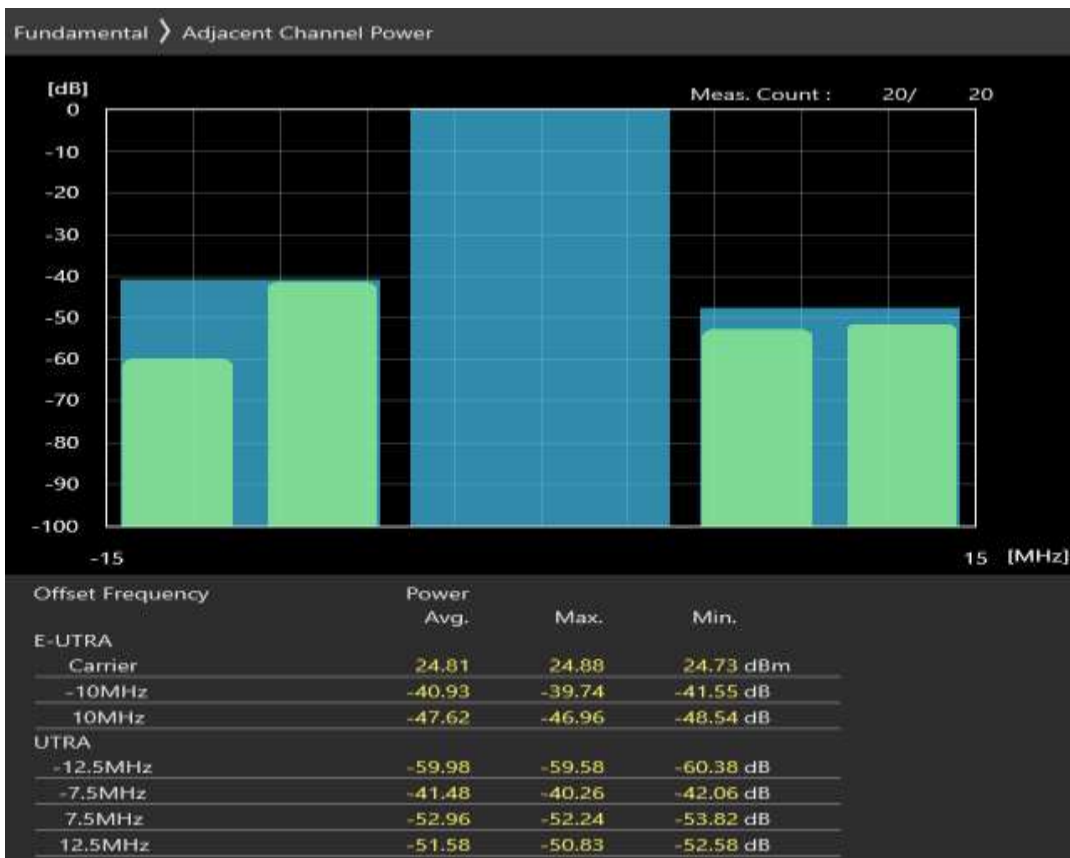 Fundamental ❯ Adjacent Channel Power
[dB]
Meas. Count : 20/ 20
0
-10
-20
-30
-40
-50
-60
-70
-80
-90
-100
-15 15 [MHz]
Offset Frequency Power
Avg. Max. Min.
E-UTRA
Carrier 24.81 24.88 24.73 dBm
-10MHz -40.93 -39.74 -41.55 dB
10MHz -47.62 -46.96 -48.54 dB
UTRA
-12.5MHz -59.98 -59.58 -60.38 dB
-7.5MHz -41.48 -40.26 -42.06 dB
7.5MHz -52.96 -52.24 -53.82 dB
12.5MHz -51.58 -50.83 -52.58 dB